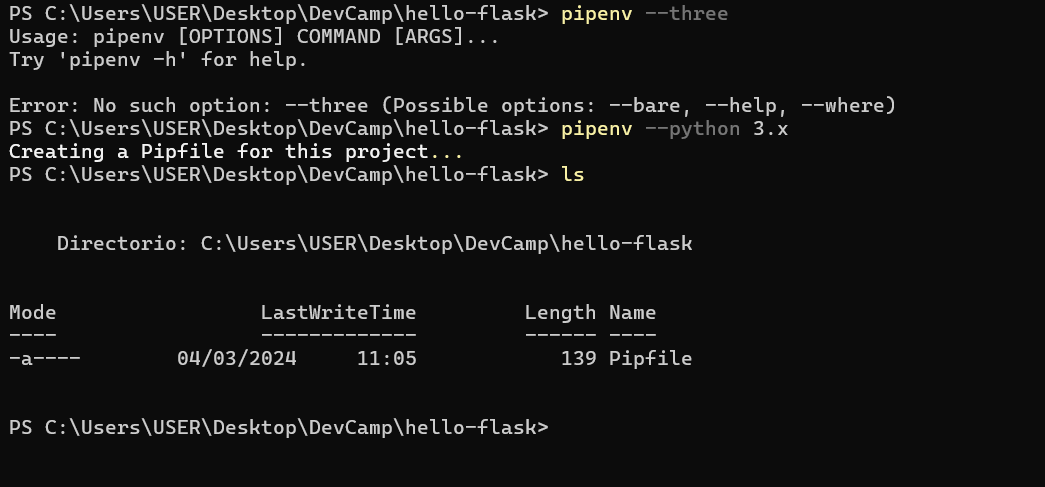 PS C:\Users\USER\Desktop\DevCamp\hello-flask> pipenv --three
Usage: pipenv [OPTIONS] COMMAND [ARGS]...
Try 'pipenv -h' for help.
Error: No such option: --three (Possible options: --bare, --help, --where)
PS C:\Users\USER\Desktop\DevCamp\hello-flask> pipenv --python 3.x
Creating a Pipfile for this project...
PS C:\Users\USER\Desktop\DevCamp\hello-flask> ls
Directorio: C:\Users\USER\Desktop\DevCamp\hello-flask
Mode LastWriteTime Length Name
---- ------------- ------ ----
-a---- 04/03/2024 11:05 139 Pipfile
PS C:\Users\USER\Desktop\DevCamp\hello-flask>